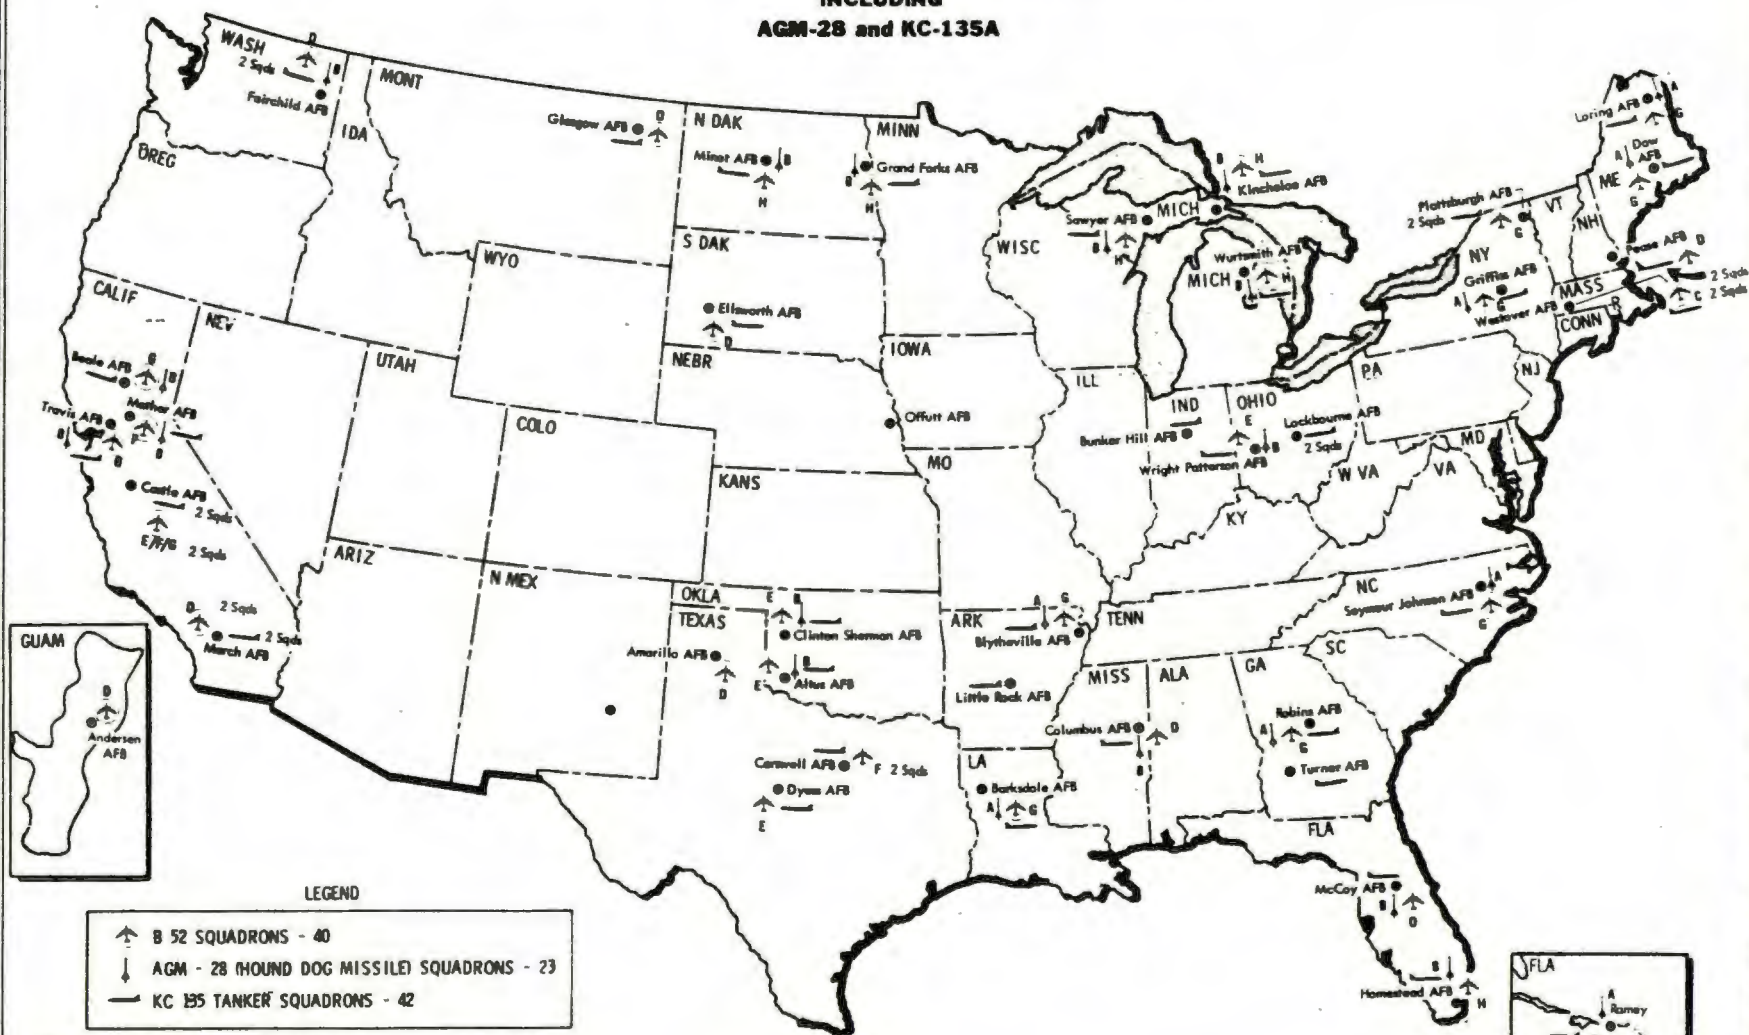 INCLUDING
AGM-28 and KC-135A
WASH
D
2 Sqds
B
Fairchild AFB
MONT
IDA
OREG
Glasgow AFB
D
N DAK
Minot AFB
B
H
MINN
Grand Forks AFB
B
H
S DAK
Ellsworth AFB
D
WYO
CALIF
NEV
UTAH
COLO
NEBR
IOWA
Offutt AFB
KANS
MO
WISC
MICH
Sawyer AFB
B
H
B
H
Kincheloe AFB
MICH
Wurtsmith AFB
B
H
ILL
IND
OHIO
Bunker Hill AFB
E
B
Wright Patterson AFB
Lockbourne AFB
2 Sqds
Loring AFB
A
G
Dow
AFB
A
ME
G
Plattsburgh AFB
2 Sqds
G
VT
NH
Pease AFB
D
2 Sqds
C
2 Sqds
NY
Griffiss AFB
A
G
MASS
Westover AFB
CONN
R
PA
NJ
MD
W VA
VA
KY
Beale AFB
G
B
Mather AFB
F
B
Travis AFB
B
G
Castle AFB
2 Sqds
E/F/G 2 Sqds
D
2 Sqds
2 Sqds
March AFB
ARIZ
N MEX
OKLA
TEXAS
E
B
Clinton Sherman AFB
B
E
Altus AFB
Amarillo AFB
D
Carswell AFB
F 2 Sqds
Dyess AFB
E
ARK
A
G
Blytheville AFB
Little Rock AFB
TENN
NC
A
Seymour Johnson AFB
G
SC
MISS
ALA
GA
Columbus AFB
D
B
Robins AFB
A
G
Turner AFB
LA
Barksdale AFB
A
G
FLA
McCoy AFB
B
D
B
Homestead AFB
H
GUAM
D
Andersen
AFB
FLA
A
Ramey
LEGEND
B 52 SQUADRONS - 40
AGM - 28 (HOUND DOG MISSILE) SQUADRONS - 23
KC 135 TANKER SQUADRONS - 42